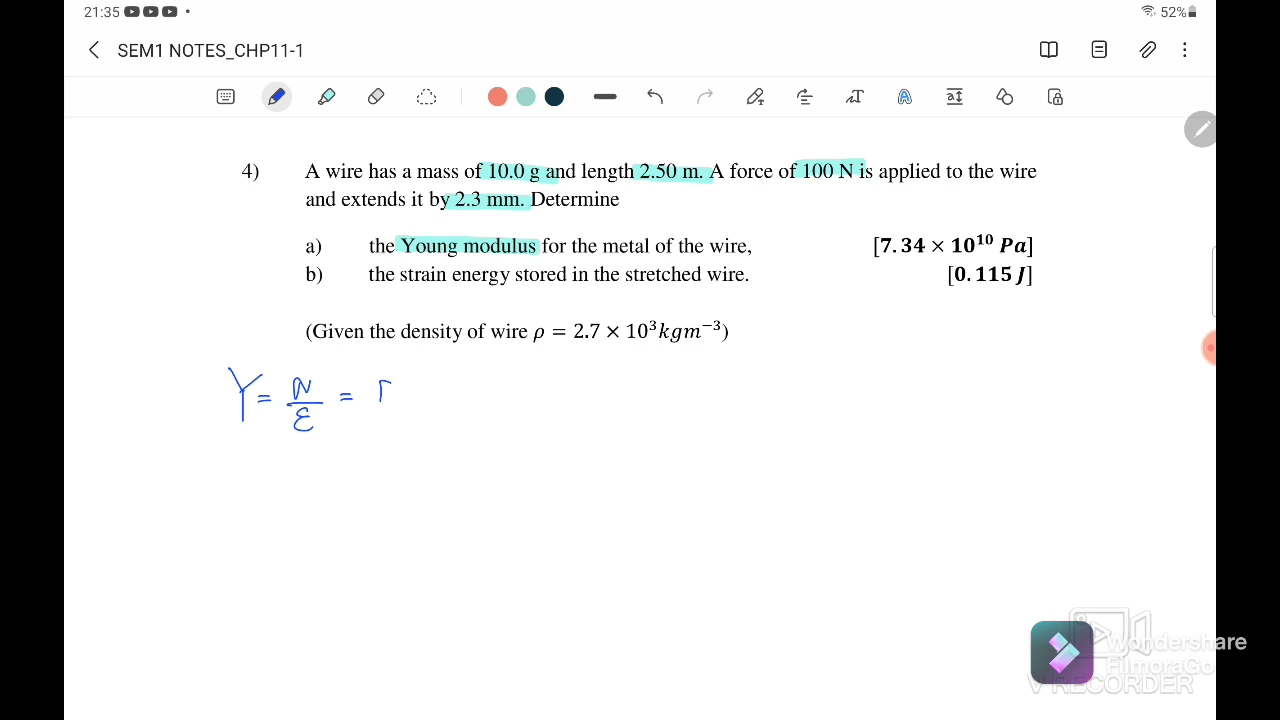 21:35
52%
SEM1 NOTES_CHP11-1
4) A wire has a mass of 10.0 g and length 2.50 m. A force of 100 N is applied to the wire
and extends it by 2.3 mm. Determine
a) the Young modulus for the metal of the wire, [7.34 × 10¹⁰ Pa]
b) the strain energy stored in the stretched wire. [0.115 J]
(Given the density of wire ρ = 2.7 × 10³kgm⁻³)
Y = σ/ε =
Wondershare
FilmoraGo
V RECORDER